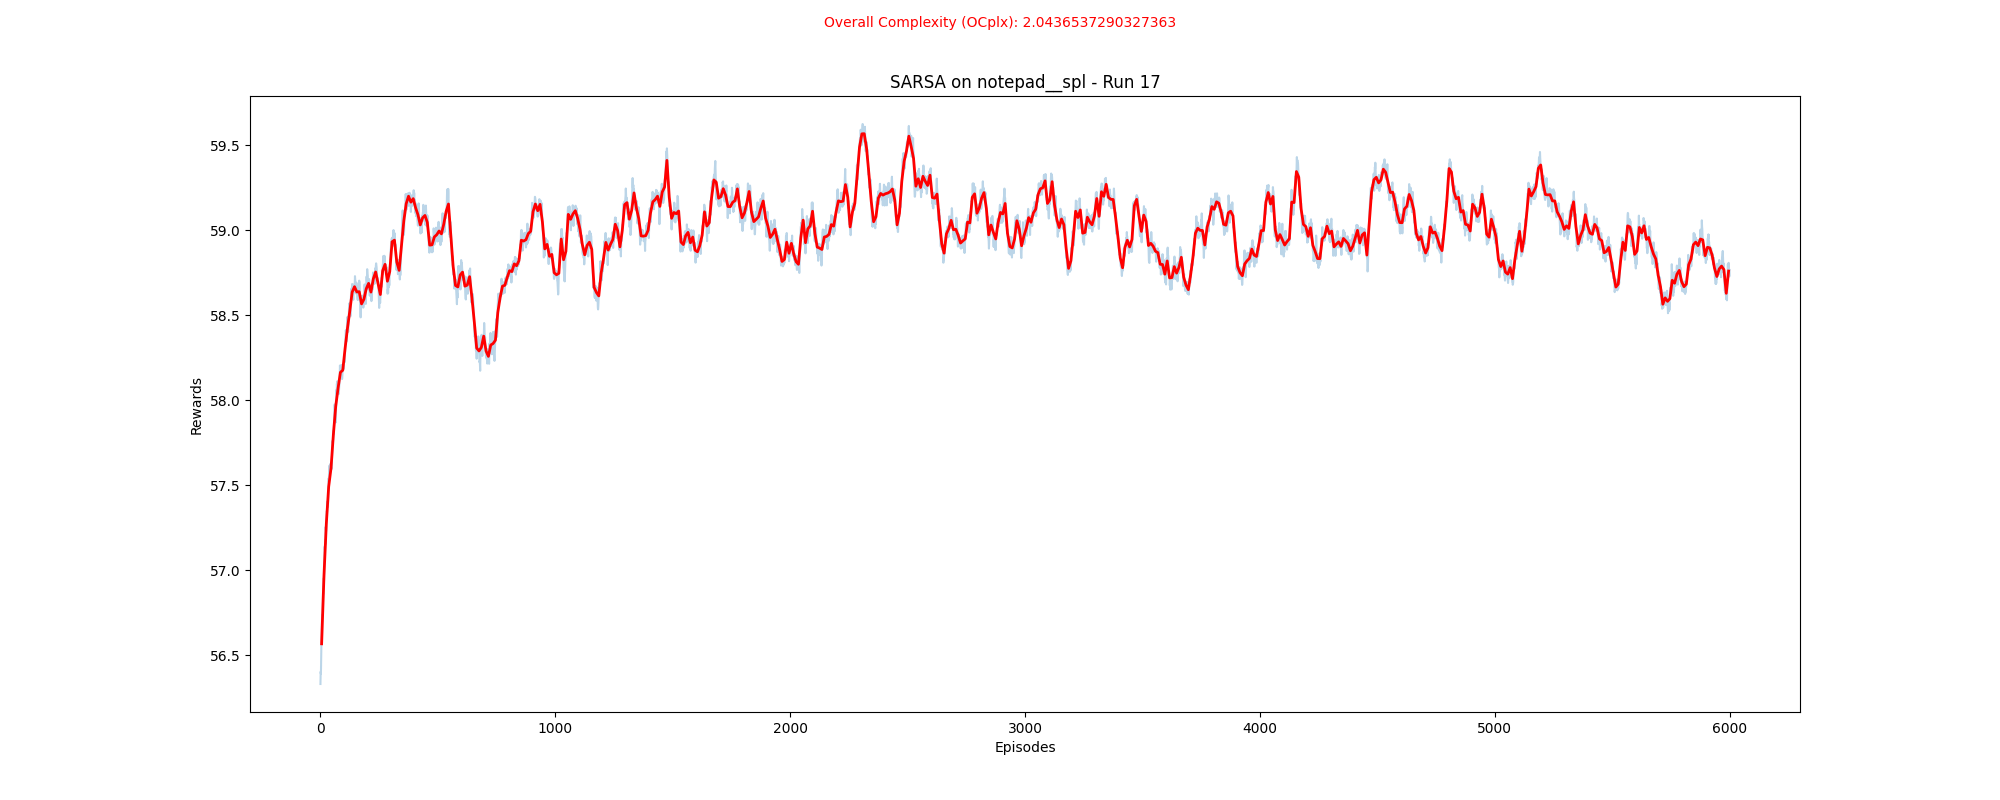 Overall Complexity (OCplx): 2.0436537290327363
SARSA on notepad__spl - Run 17
59.5
59.0
58.5
58.0
57.5
57.0
56.5
Rewards
0 1000 2000 3000 4000 5000 6000
Episodes